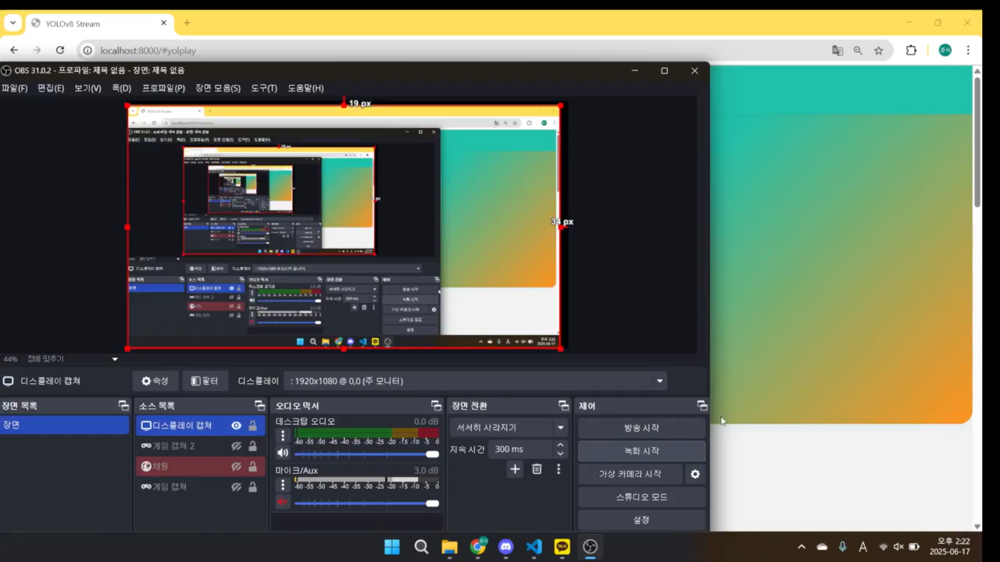 YOLOv8 Stream
localhost:8000/#yolplay
OBS 31.0.2 - 프로파일: 제목 없음 - 장면: 제목 없음
파일(F) 편집(E) 보기(V) 독(D) 프로파일(P) 장면 모음(S) 도구(T) 도움말(H)
19 px
34 px
44% 창에 맞추기
디스플레이 캡쳐 속성 필터 디스플레이 : 1920x1080 @ 0,0 (주 모니터)
장면 목록 소스 목록 오디오 믹서 장면 전환 제어
장면
디스플레이 캡쳐
게임 캡쳐 2
채팅
게임 캡쳐
데스크탑 오디오 0.0 dB
-60 -55 -50 -45 -40 -35 -30 -25 -20 -15 -10 -5 0
마이크/Aux 3.0 dB
-60 -55 -50 -45 -40 -35 -30 -25 -20 -15 -10 -5 0
서서히 사라지기
지속 시간 300 ms
방송 시작
녹화 시작
가상 카메라 시작
스튜디오 모드
설정
준석
TALK
A
오후 2:22
2025-06-17